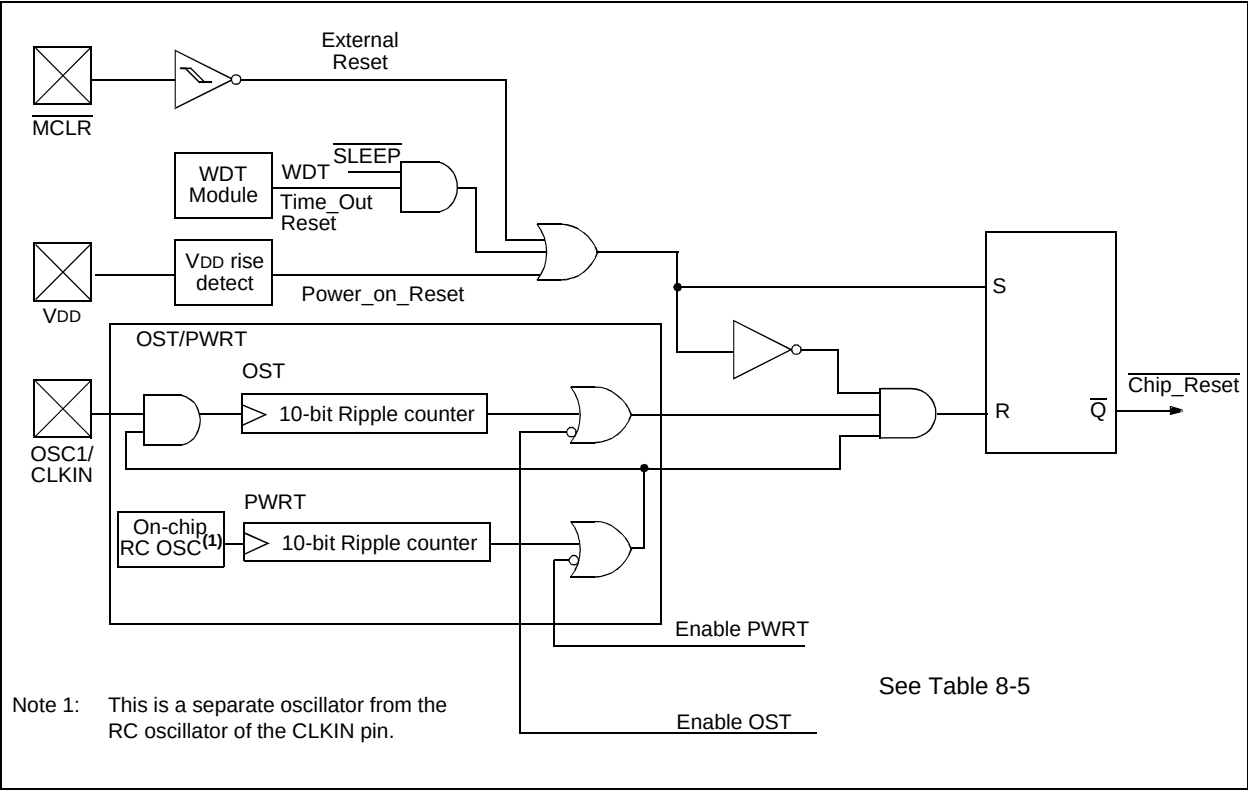 External
Reset
MCLR
SLEEP
WDT
Module
WDT
Time_Out
Reset
VDD rise
detect
Power_on_Reset
VDD
S
OST/PWRT
OST
10-bit Ripple counter
Chip_Reset
R
Q
OSC1/
CLKIN
PWRT
On-chip
RC OSC(1)
10-bit Ripple counter
Enable PWRT
See Table 8-5
Note 1: This is a separate oscillator from the
RC oscillator of the CLKIN pin.
Enable OST